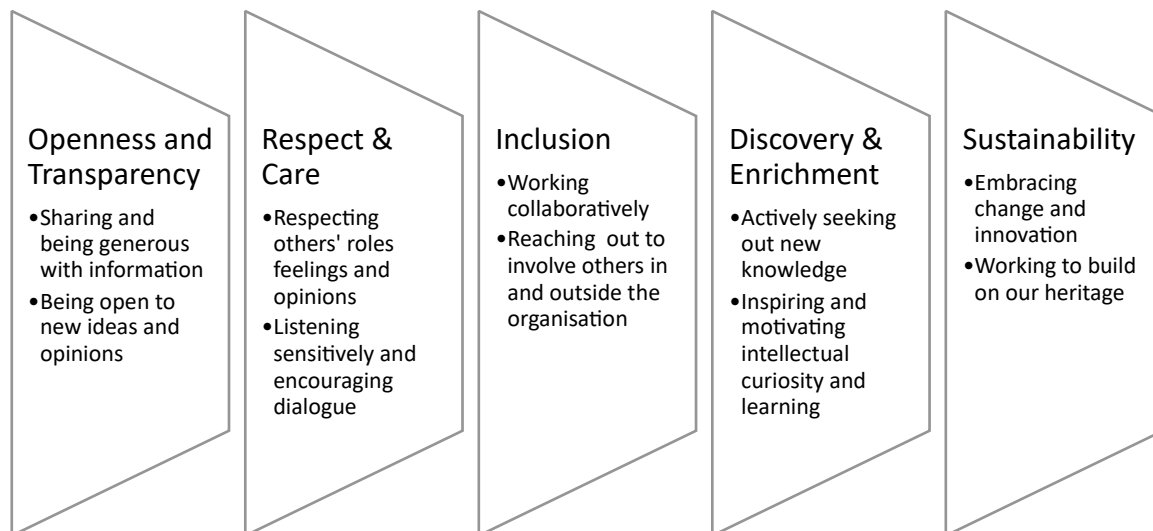 Openness and
Transparency
•Sharing and
being generous
with information
•Being open to
new ideas and
opinions
Respect &
Care
•Respecting
others' roles
feelings and
opinions
•Listening
sensitively and
encouraging
dialogue
Inclusion
•Working
collaboratively
•Reaching  out to
involve others in
and outside the
organisation
Discovery &
Enrichment
•Actively seeking
out new
knowledge
•Inspiring and
motivating
intellectual
curiosity and
learning
Sustainability
•Embracing
change and
innovation
•Working to build
on our heritage